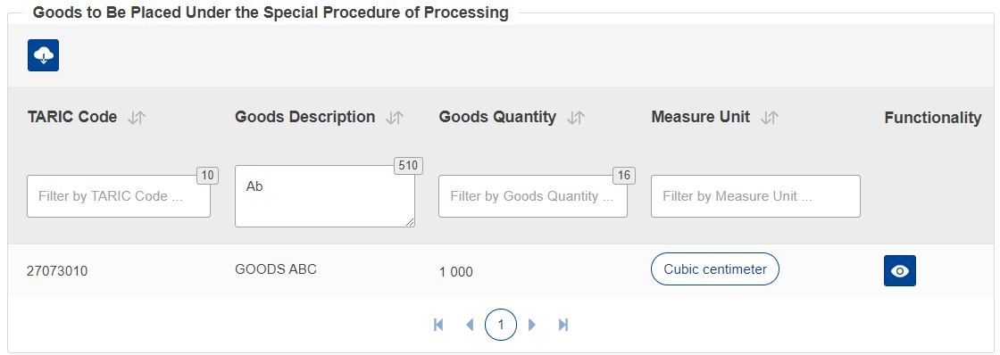 Goods to Be Placed Under the Special Procedure of Processing
TARIC Code Goods Description Goods Quantity Measure Unit Functionality
10 510 16
Filter by TARIC Code ... Ab Filter by Goods Quantity ... Filter by Measure Unit ...
27073010 GOODS ABC 1 000 Cubic centimeter
1